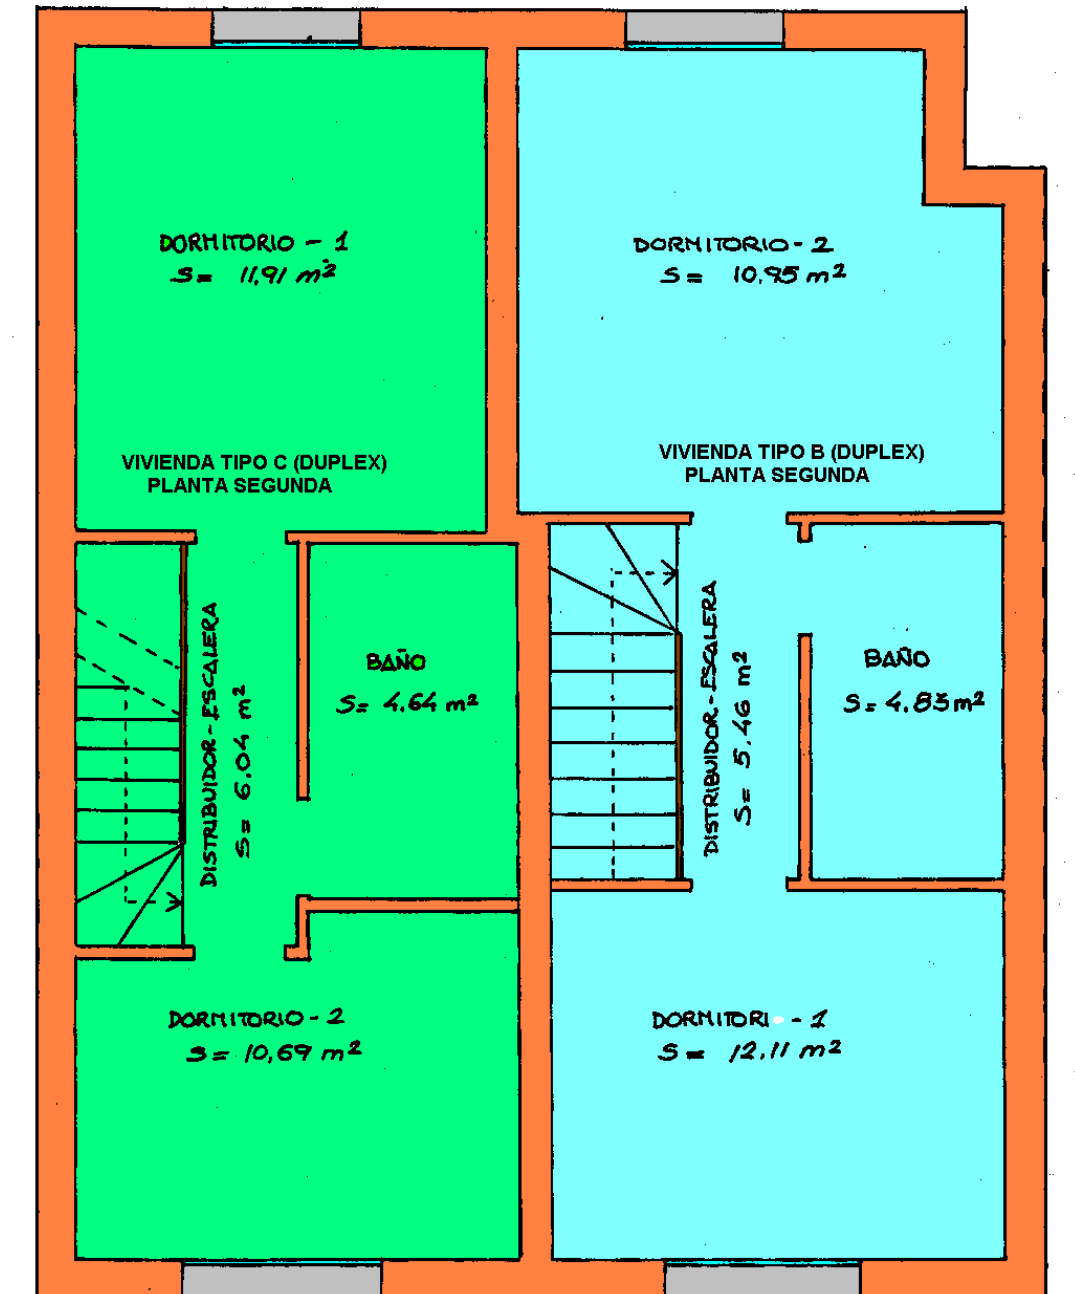 DORMITORIO - 1
S= 11,91 m²
VIVIENDA TIPO C (DUPLEX)
PLANTA SEGUNDA
DISTRIBUIDOR-ESCALERA
S= 6.04 m²
BAÑO
S= 4.64 m²
DORMITORIO - 2
S= 10,69 m²
DORMITORIO - 2
S= 10.95 m²
VIVIENDA TIPO B (DUPLEX)
PLANTA SEGUNDA
DISTRIBUIDOR-ESCALERA
S= 5.46 m²
BAÑO
S= 4.83 m²
DORMITORI - 1
S= 12.11 m²